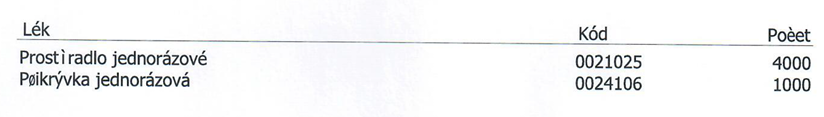 Lék Kód Poèet
Prostìradlo jednorázové 0021025 4000
Pøikrývka jednorázová 0024106 1000